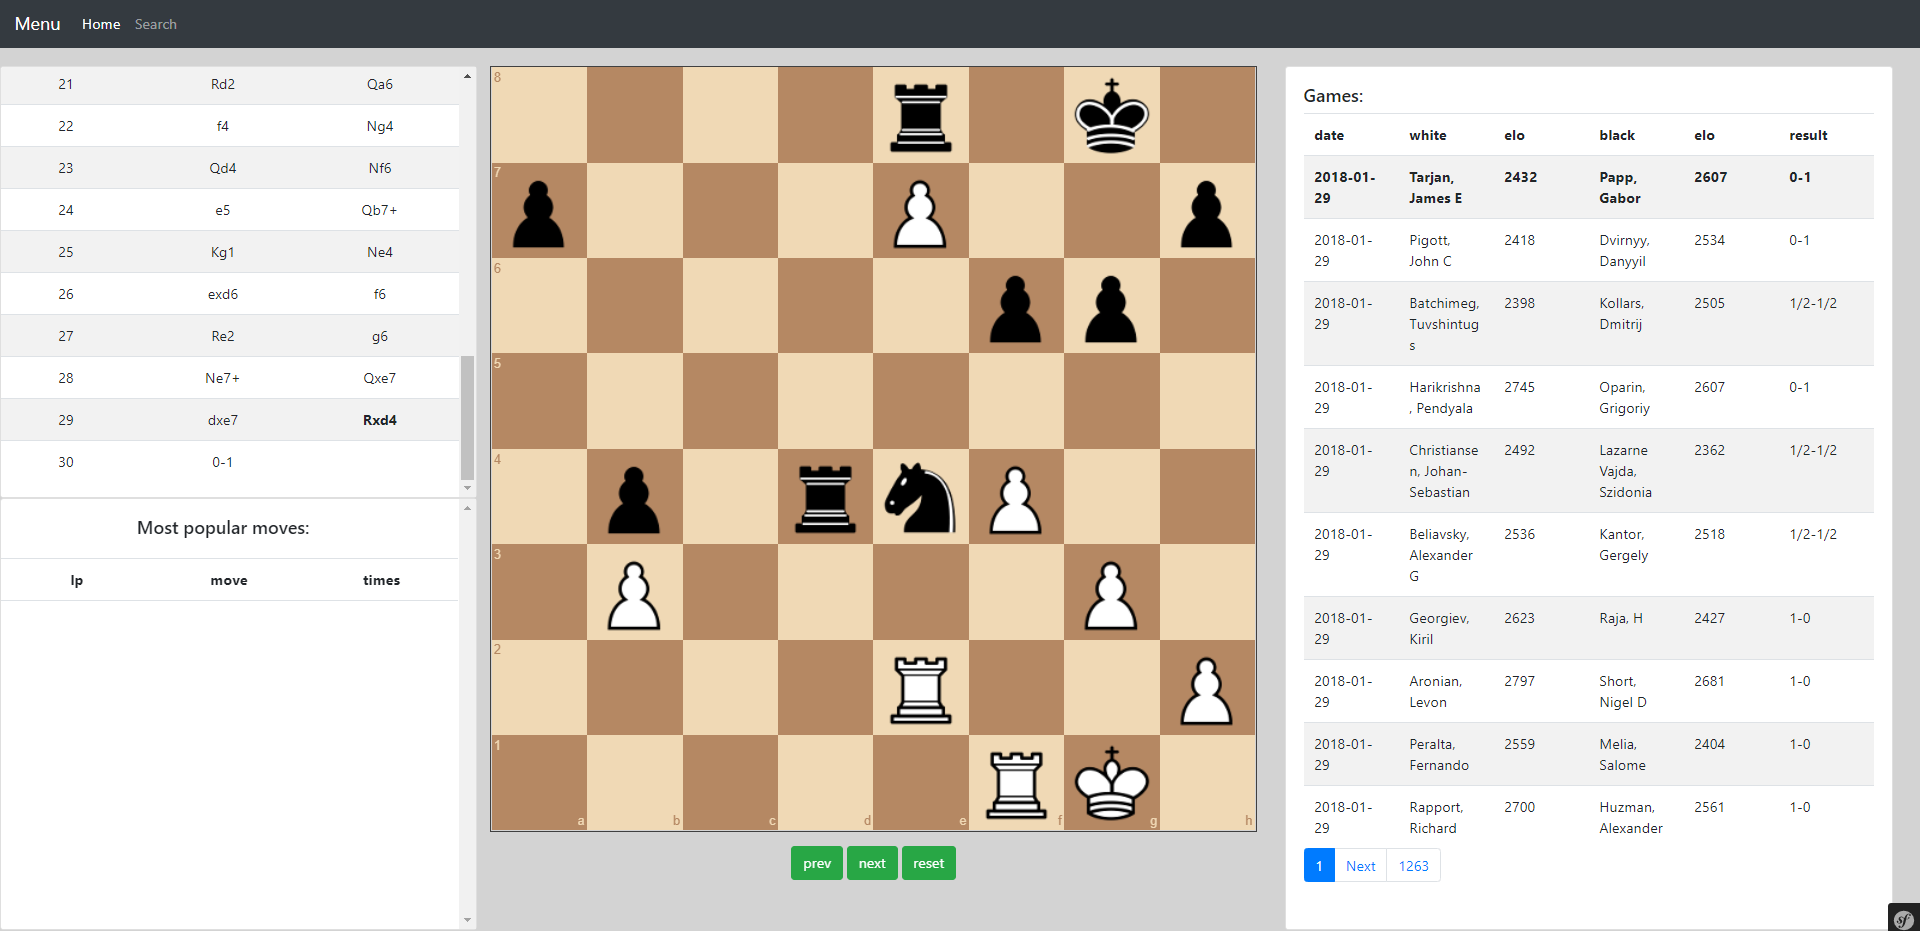 Menu Home Search
21 Rd2 Qa6
22 f4 Ng4
23 Qd4 Nf6
24 e5 Qb7+
25 Kg1 Ne4
26 exd6 f6
27 Re2 g6
28 Ne7+ Qxe7
29 dxe7 Rxd4
30 0-1
Most popular moves:
lp move times
8
7
6
5
4
3
2
1
a b c d e f g h
prev next reset
Games:
date white elo black elo result
2018-01- Tarjan, 2432 Papp, 2607 0-1
29 James E Gabor
2018-01- Pigott, 2418 Dvirnyy, 2534 0-1
29 John C Danyyil
2018-01- Batchimeg, 2398 Kollars, 2505 1/2-1/2
29 Tuvshintug Dmitrij
s
2018-01- Harikrishna 2745 Oparin, 2607 0-1
29 , Pendyala Grigoriy
2018-01- Christianse 2492 Lazarne 2362 1/2-1/2
29 n, Johan- Vajda,
Sebastian Szidonia
2018-01- Beliavsky, 2536 Kantor, 2518 1/2-1/2
29 Alexander Gergely
G
2018-01- Georgiev, 2623 Raja, H 2427 1-0
29 Kiril
2018-01- Aronian, 2797 Short, 2681 1-0
29 Levon Nigel D
2018-01- Peralta, 2559 Melia, 2404 1-0
29 Fernando Salome
2018-01- Rapport, 2700 Huzman, 2561 1-0
29 Richard Alexander
1 Next 1263
sf